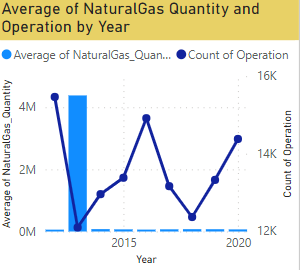 Average of NaturalGas Quantity and
Operation by Year
Average of NaturalGas_Quan... Count of Operation
Average of NaturalGas_Quantity
4M
2M
0M
16K
14K
12K
Count of Operation
2015
2020
Year